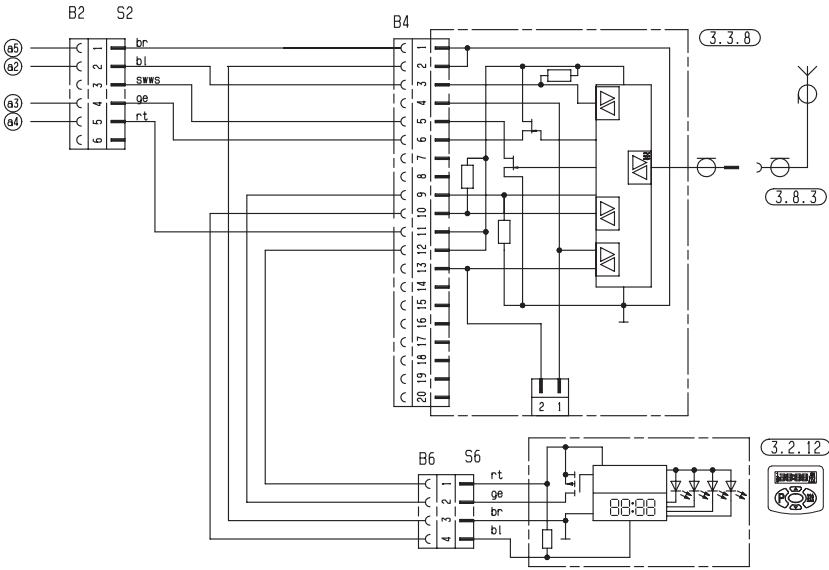 B2 S2
B4
a5 1 br
a2 2 bl
3 swws
a3 4 ge
a4 5 rt
6
1
2
3
4
5
6
7
8
9
10
11
12
13
14
15
16
17
18
19
20
3.3.8
3.8.3
2 1
B6 S6
1 rt
2 ge
3 br
4 bl
88:88
3.2.12
88:88
P